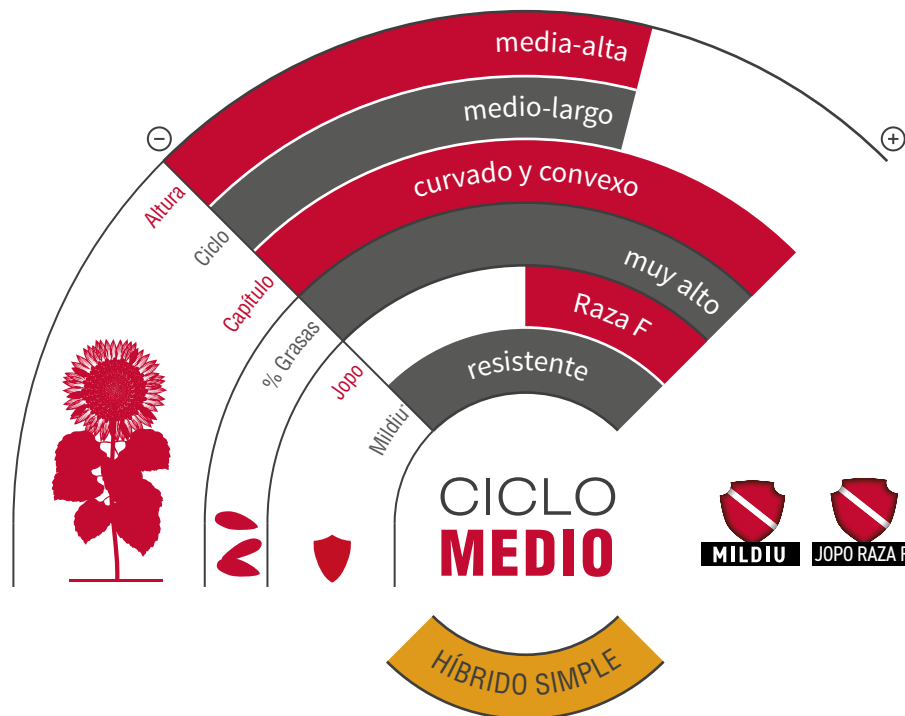 media-alta
medio-largo
curvado y convexo
muy alto
Raza F
resistente
Altura
Ciclo
Capítulo
% Grasas
Jopo
Mildiu
CICLO
MEDIO
MILDIU
JOPO RAZA F
HÍBRIDO SIMPLE